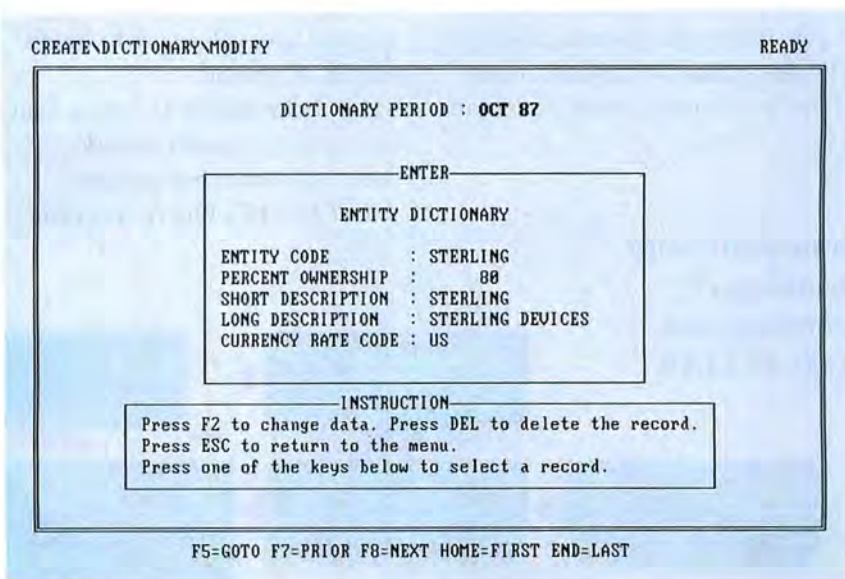 CREATE\DICTIONARY\MODIFY READY
DICTIONARY PERIOD : OCT 87
ENTER
ENTITY DICTIONARY
ENTITY CODE : STERLING
PERCENT OWNERSHIP : 80
SHORT DESCRIPTION : STERLING
LONG DESCRIPTION : STERLING DEVICES
CURRENCY RATE CODE : US
INSTRUCTION
Press F2 to change data. Press DEL to delete the record.
Press ESC to return to the menu.
Press one of the keys below to select a record.
F5=GOTO F7=PRIOR F8=NEXT HOME=FIRST END=LAST